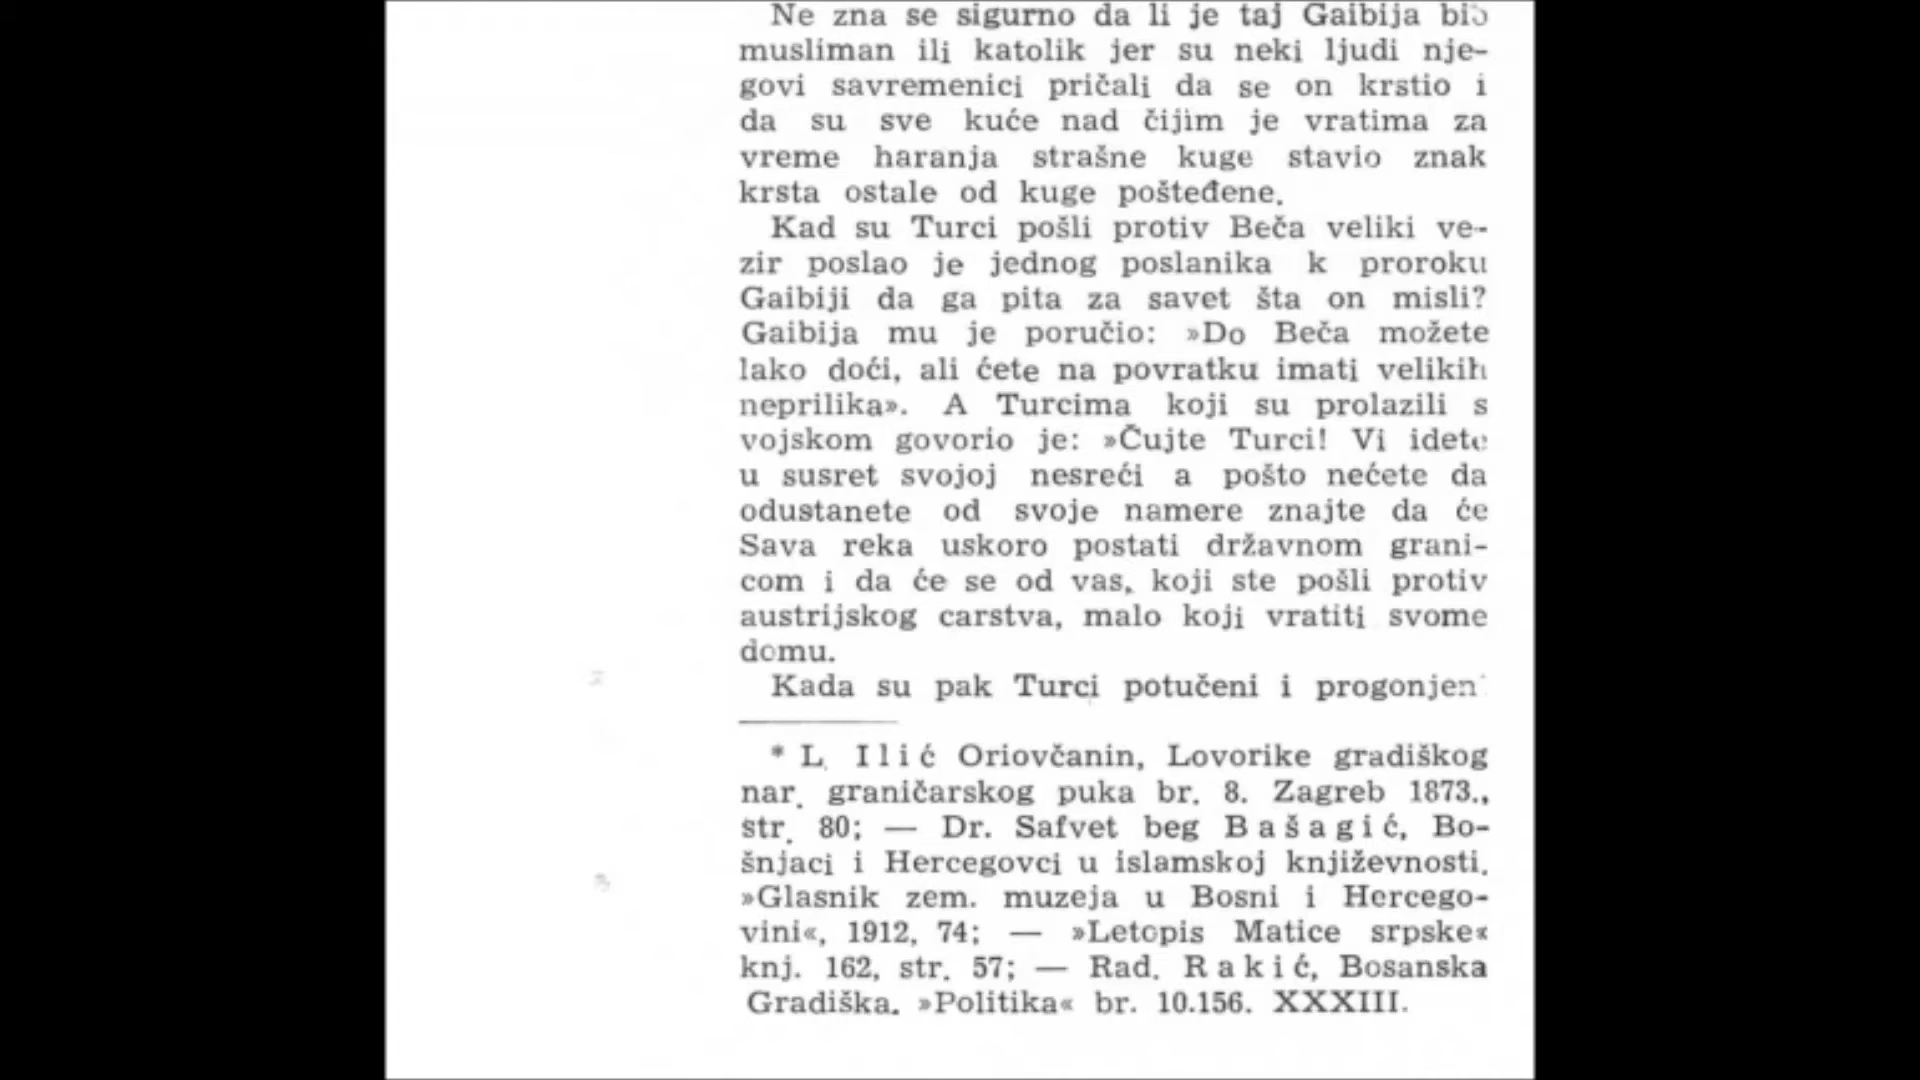 Ne zna se sigurno da li je taj Gaibija bio
musliman ili katolik jer su neki ljudi nje-
govi savremenici pričali da se on krstio i
da su sve kuće nad čijim je vratima za
vreme haranja strašne kuge stavio znak
krsta ostale od kuge pošteđene.
Kad su Turci pošli protiv Beča veliki ve-
zir poslao je jednog poslanika k proroku
Gaibiji da ga pita za savet šta on misli?
Gaibija mu je poručio: »Do Beča možete
lako doći, ali ćete na povratku imati velikih
neprilika». A Turcima koji su prolazili s
vojskom govorio je: »Čujte Turci! Vi idete
u susret svojoj nesreći a pošto nećete da
odustanete od svoje namere znajte da će
Sava reka uskoro postati državnom grani-
com i da će se od vas, koji ste pošli protiv
austrijskog carstva, malo koji vratiti svome
domu.
Kada su pak Turci potučeni i progonjeni
* L. Ilić Oriovčanin, Lovorike gradiškog
nar. graničarskog puka br. 8. Zagreb 1873.,
str. 80; — Dr. Safvet beg Bašagić, Bo-
šnjaci i Hercegovci u islamskoj književnosti.
»Glasnik zem. muzeja u Bosni i Hercego-
vini«, 1912, 74; — »Letopis Matice srpske«
knj. 162, str. 57; — Rad. Rakić, Bosanska
Gradiška. »Politika« br. 10.156. XXXIII.